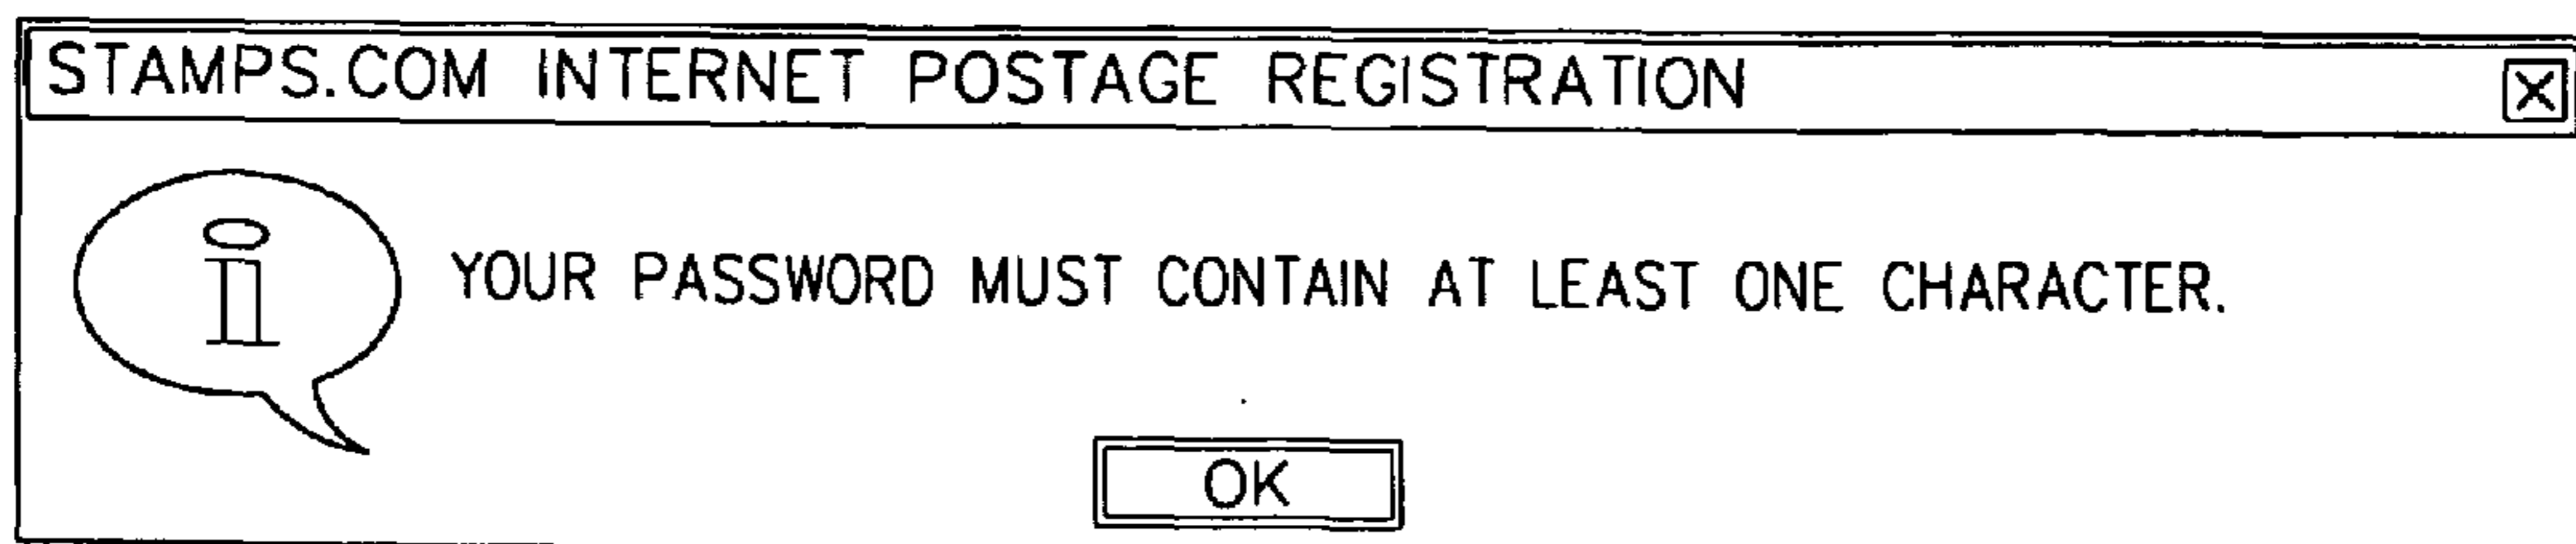 STAMPS.COM INTERNET POSTAGE REGISTRATION
i YOUR PASSWORD MUST CONTAIN AT LEAST ONE CHARACTER.
OK